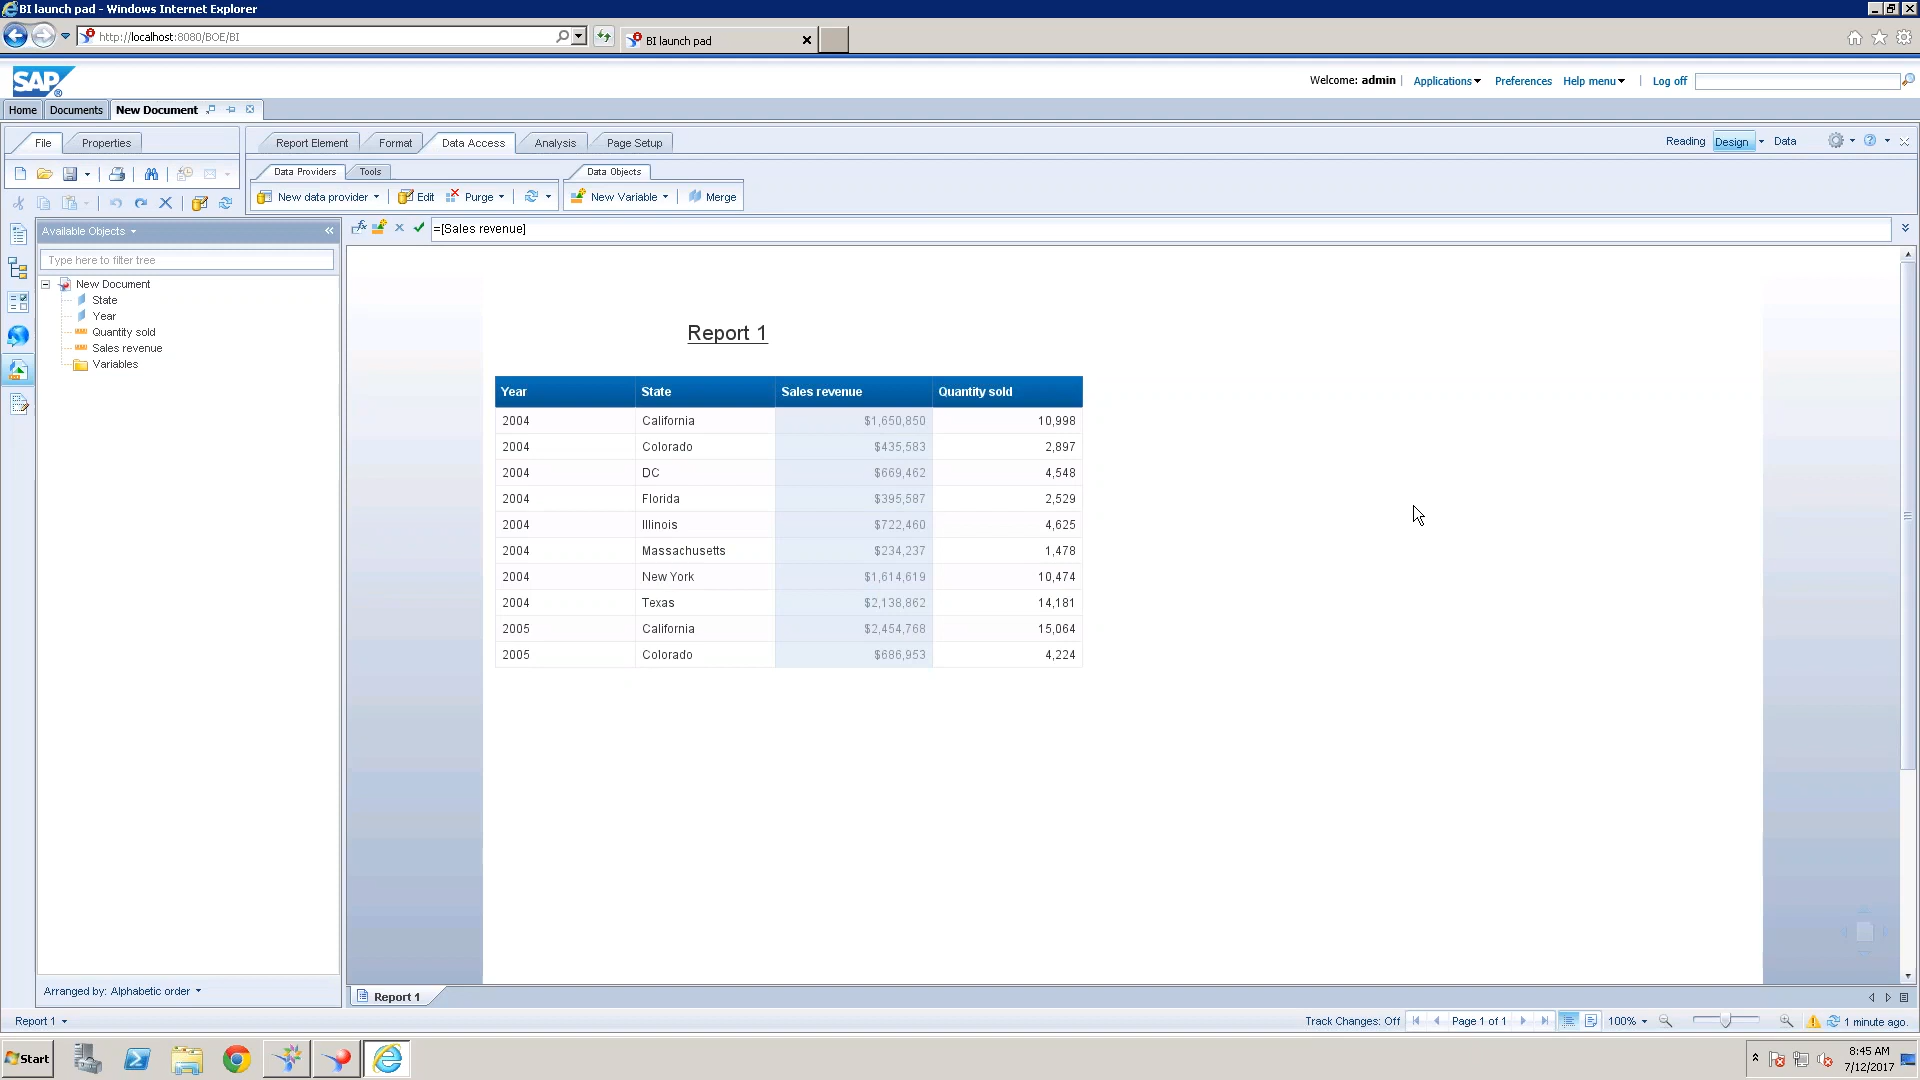 BI launch pad - Windows Internet Explorer
http://localhost:8080/BOE/BI
BI launch pad
SAP
Welcome: admin
Applications
Preferences
Help menu
Log off
Home
Documents
New Document
File
Properties
Report Element
Format
Data Access
Analysis
Page Setup
Reading
Design
Data
Data Providers
Tools
Data Objects
New data provider
Edit
Purge
New Variable
Merge
Available Objects
=[Sales revenue]
Type here to filter tree
New Document
State
Year
Quantity sold
Sales revenue
Variables
Report 1
Year State Sales revenue Quantity sold
2004 California $1,650,850 10,998
2004 Colorado $435,583 2,897
2004 DC $669,462 4,548
2004 Florida $395,587 2,529
2004 Illinois $722,460 4,625
2004 Massachusetts $234,237 1,478
2004 New York $1,614,619 10,474
2004 Texas $2,138,862 14,181
2005 California $2,454,768 15,064
2005 Colorado $686,953 4,224
Arranged by: Alphabetic order
Report 1
Report 1
Track Changes: Off
Page 1 of 1
100%
1 minute ago.
Start
8:45 AM
7/12/2017